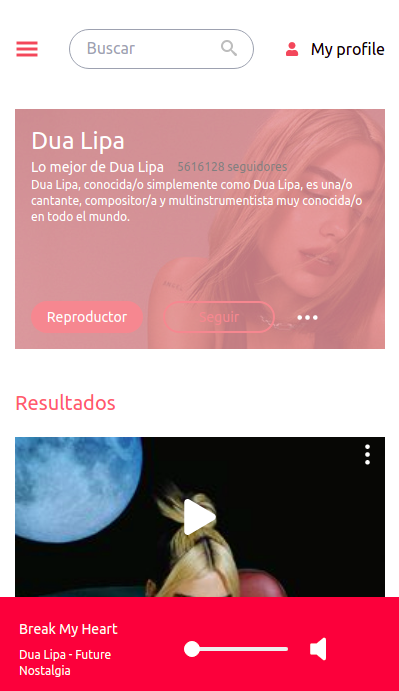 Buscar
My profile
Dua Lipa
Lo mejor de Dua Lipa 5616128 seguidores
Dua Lipa, conocida/o simplemente como Dua Lipa, es una/o
cantante, compositor/a y multinstrumentista muy conocida/o
en todo el mundo.
Reproductor
Seguir
Resultados
Break My Heart
Dua Lipa - Future
Nostalgia